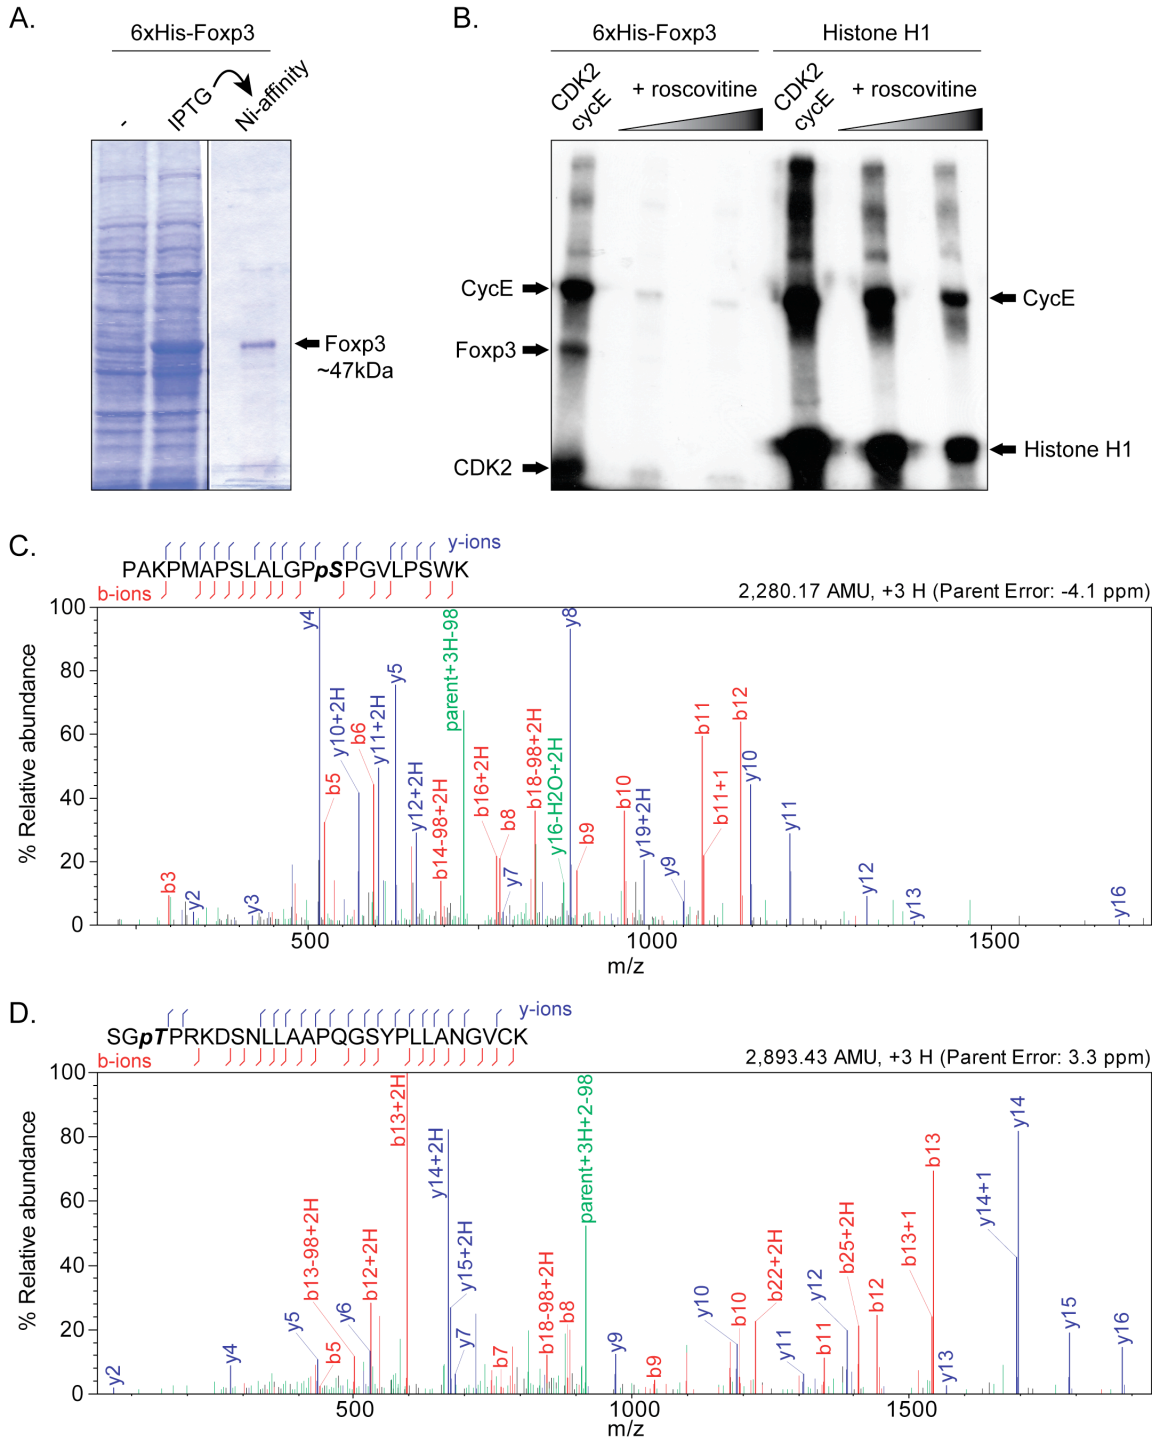 A.
6xHis-Foxp3
-
IPTG
Ni-affinity
Foxp3
~47kDa
B.
6xHis-Foxp3
Histone H1
CDK2
cycE
+ roscovitine
CDK2
cycE
+ roscovitine
CycE
Foxp3
CDK2
CycE
Histone H1
C.
y-ions
PAKPMAPSLALGPpSPGVLPSWK
b-ions
2,280.17 AMU, +3 H (Parent Error: -4.1 ppm)
% Relative abundance
100
80
60
40
20
0
b3
y2
y3
y4
b5
y10+2H
b6
y11+2H
y5
y12+2H
b14-98+2H
parent+3H-98
b16+2H
b8
y7
b18-98+2H
y16-H2O+2H
y8
b9
b10
y19+2H
y9
b11
b11+1
b12
y10
y11
y12
y13
y16
500
1000
1500
m/z
D.
y-ions
SGpTPRKDSNLLAAPQGSYPLLANGVCK
b-ions
2,893.43 AMU, +3 H (Parent Error: 3.3 ppm)
% Relative abundance
100
80
60
40
20
0
y2
y4
y5
b13-98+2H
b5
y6
b12+2H
b13+2H
y14+2H
y15+2H
y7
b7
b18-98+2H
b8
parent+3H+2-98
y9
b9
y10
b10
b22+2H
y11
y12
b11
b25+2H
b12
b13+1
b13
y13
y14+1
y14
y15
y16
500
1000
1500
m/z